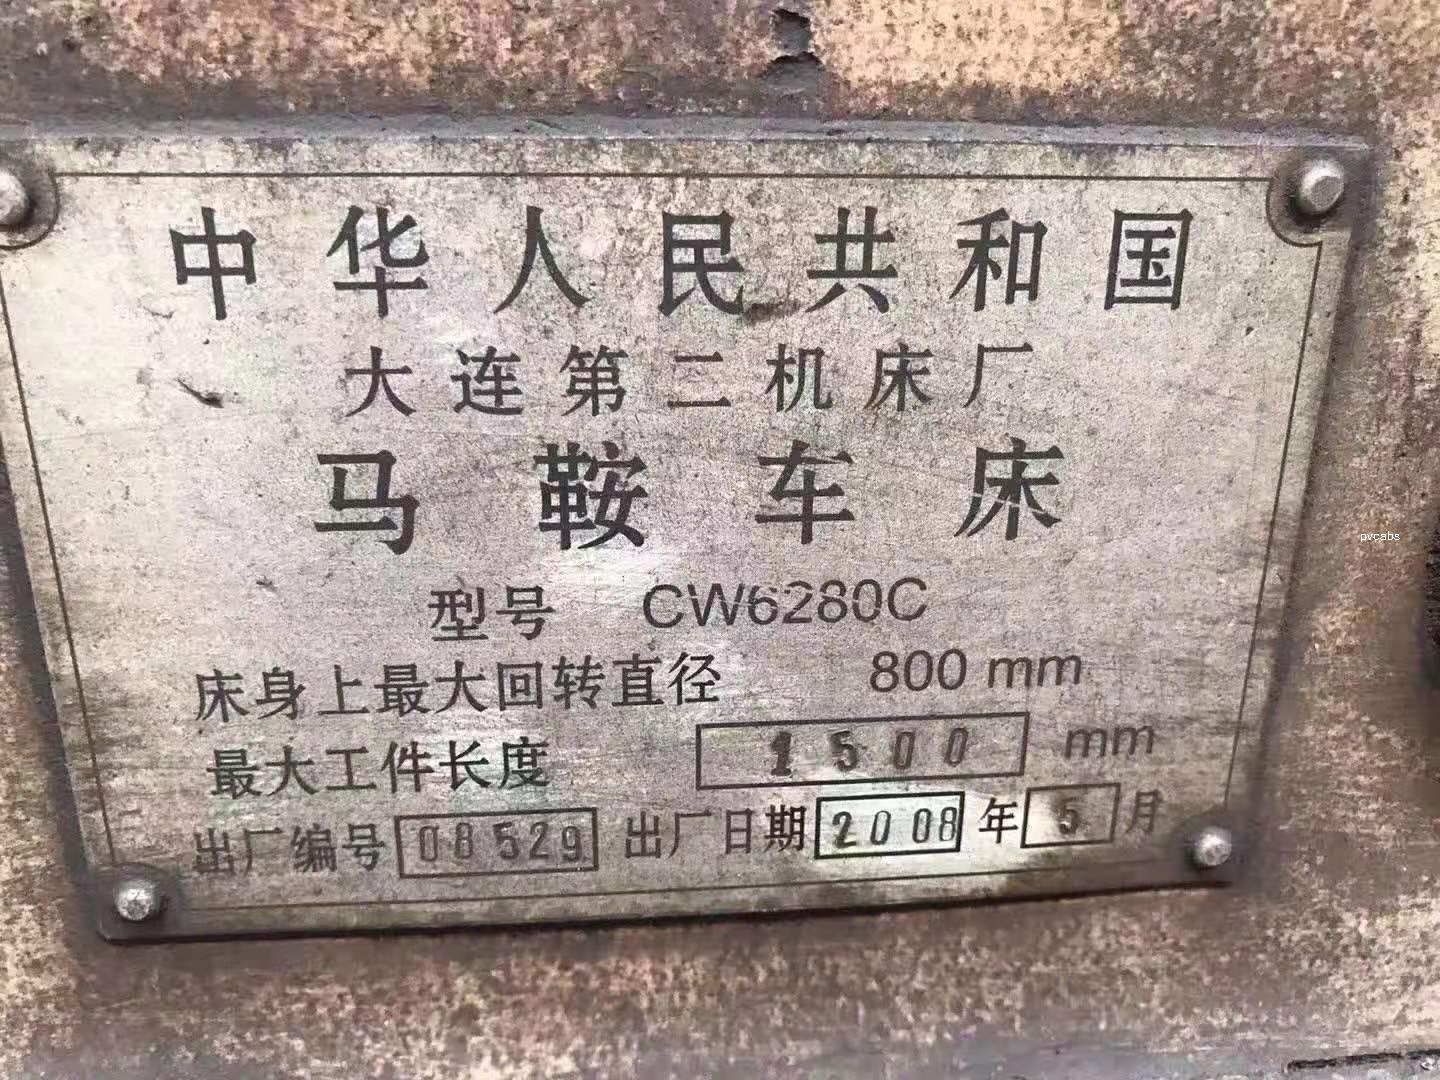 中华人民共和国
大连第二机床厂
马鞍车床
型号 CW6280C
床身上最大回转直径 800 mm
最大工件长度 1500 mm
出厂编号 08529 出厂日期 2008 年 5 月
pvcabs